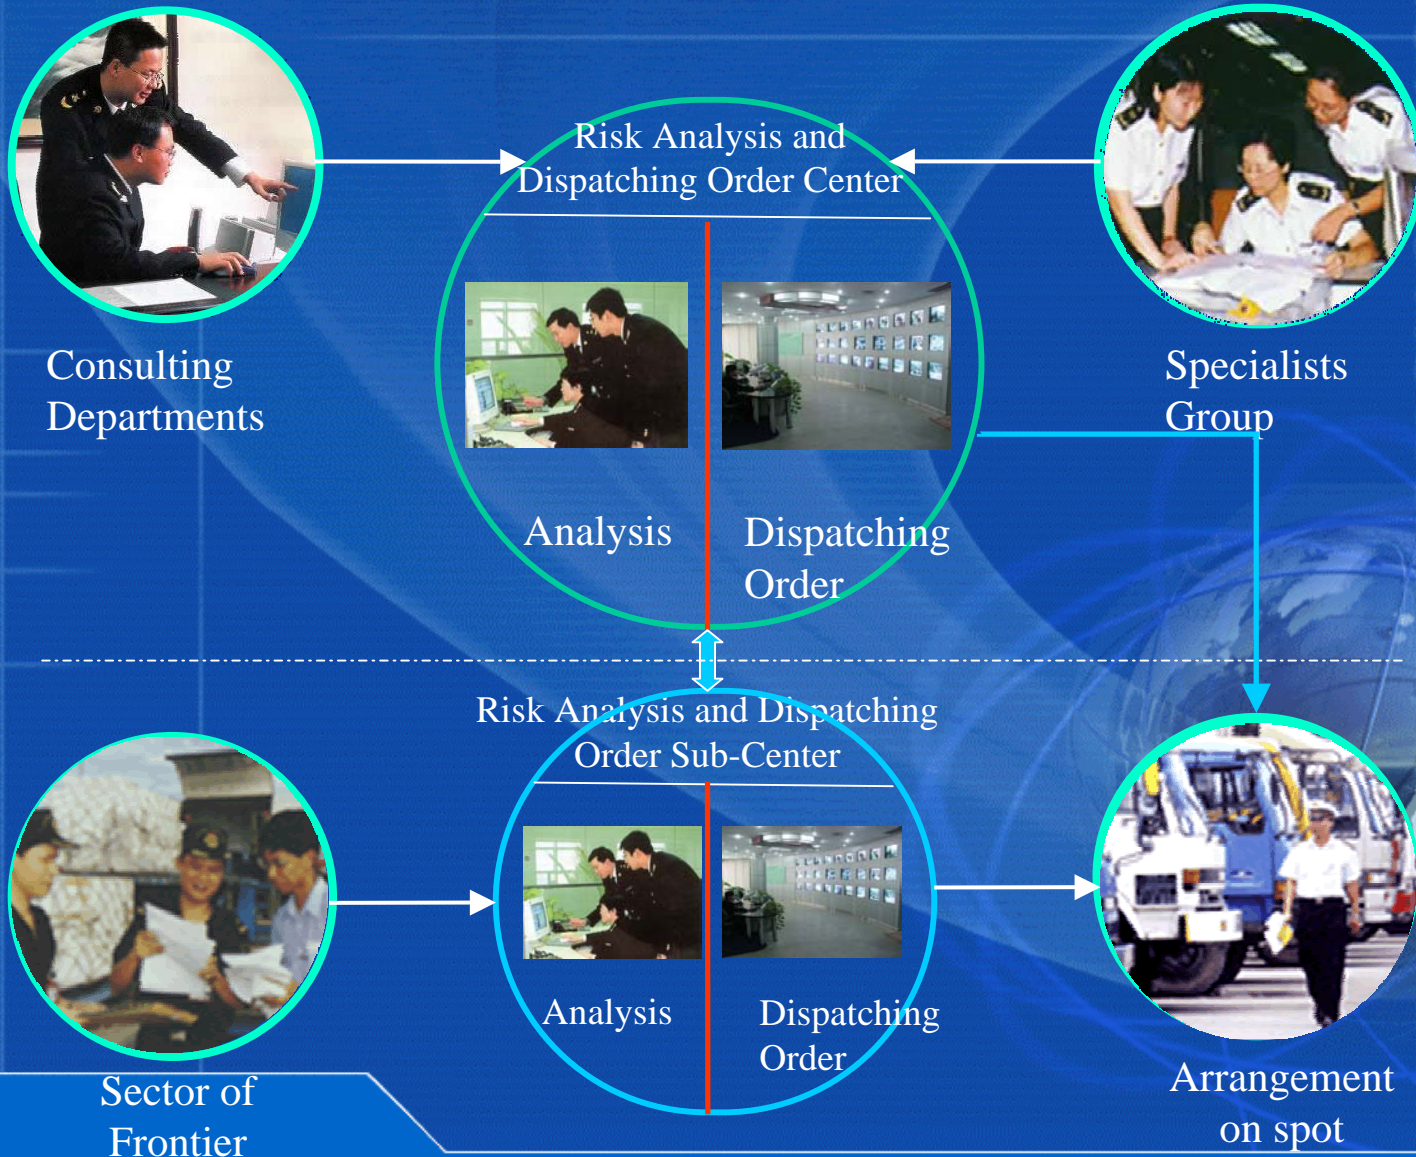 Risk Analysis and
Dispatching Order Center
Consulting
Departments
Specialists
Group
Analysis
Dispatching
Order
Risk Analysis and Dispatching
Order Sub-Center
Analysis
Dispatching
Order
Sector of
Frontier
Arrangement
on spot